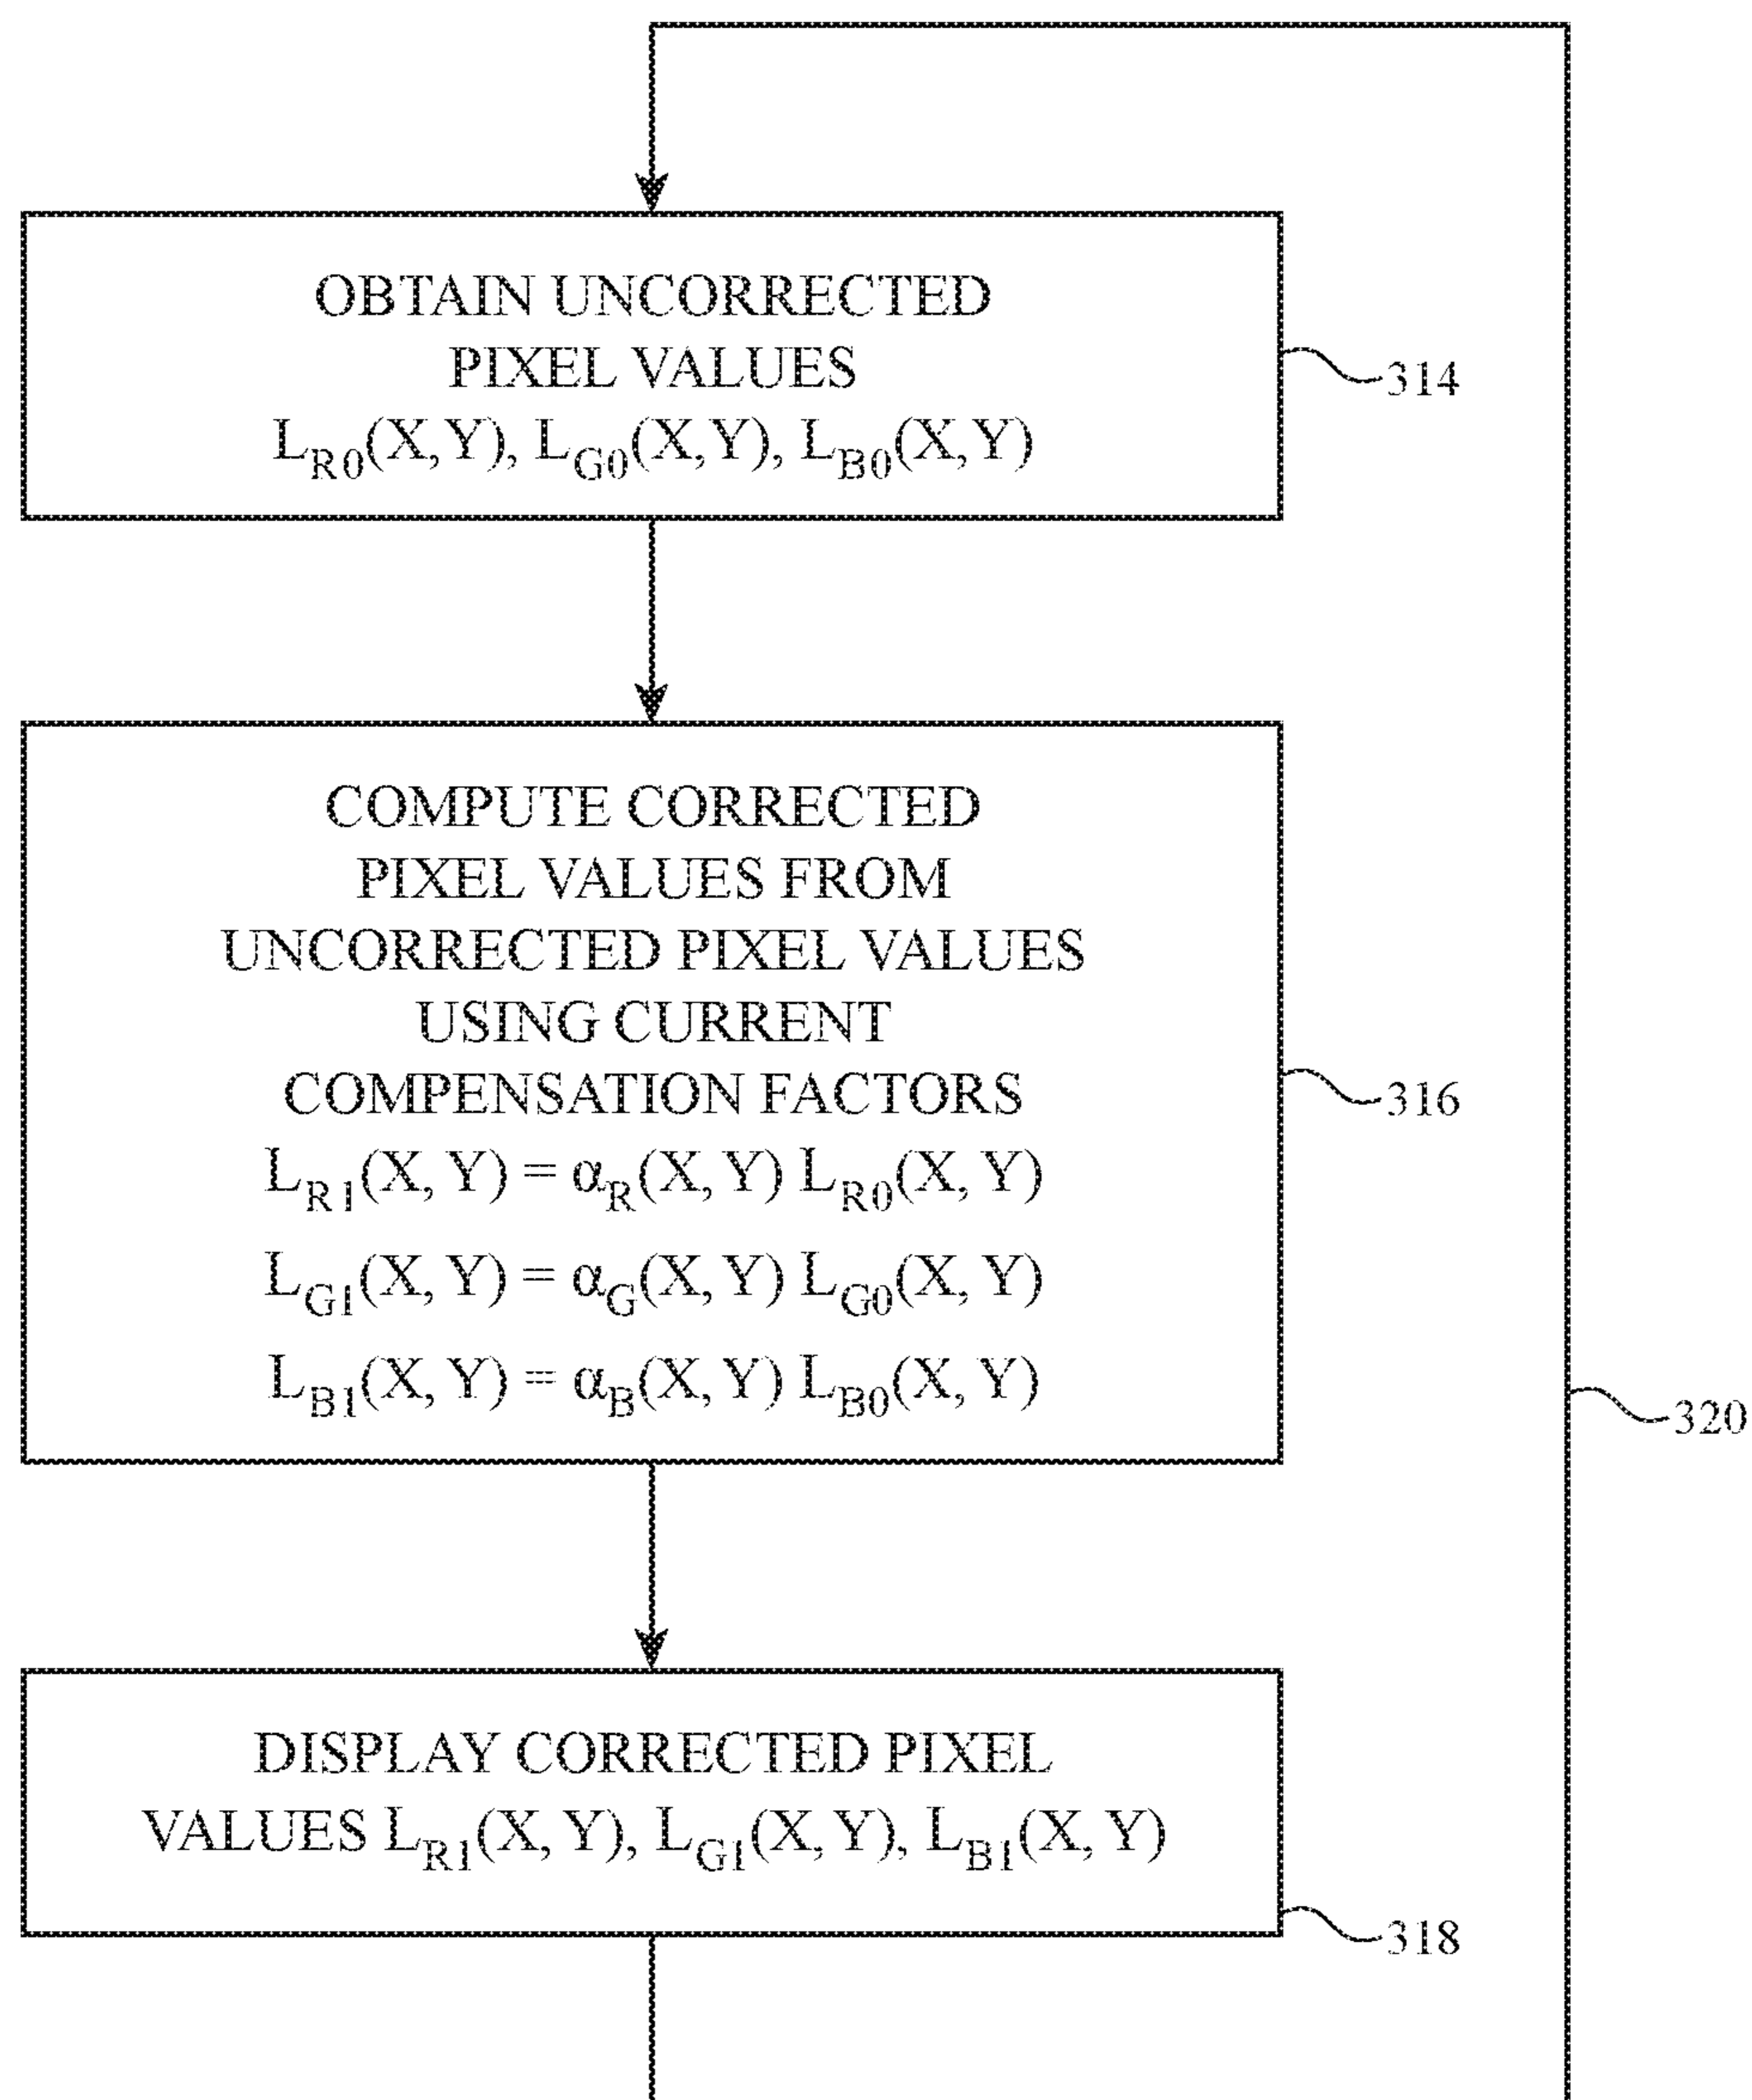 OBTAIN UNCORRECTED
PIXEL VALUES
L_R0(X,Y), L_G0(X,Y), L_B0(X,Y)
314
COMPUTE CORRECTED
PIXEL VALUES FROM
UNCORRECTED PIXEL VALUES
USING CURRENT
COMPENSATION FACTORS
L_R1(X, Y) = α_R(X, Y) L_R0(X, Y)
L_G1(X, Y) = α_G(X, Y) L_G0(X, Y)
L_B1(X, Y) = α_B(X, Y) L_B0(X, Y)
316
320
DISPLAY CORRECTED PIXEL
VALUES L_R1(X, Y), L_G1(X, Y), L_B1(X, Y)
318